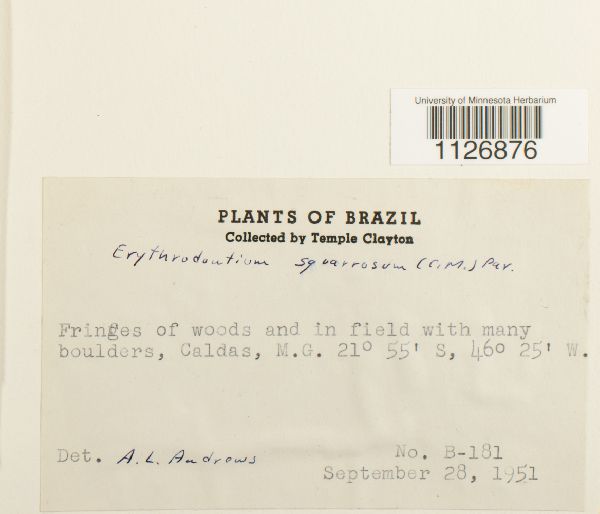 University of Minnesota Herbarium
1126876
PLANTS OF BRAZIL
Collected by Temple Clayton
Erythrodontium squarrosum (C.M.) Par.
Fringes of woods and in field with many
boulders, Caldas, M.G. 21° 55' S, 46° 25' W.
Det. A.L. Andrews
No. B-181
September 28, 1951